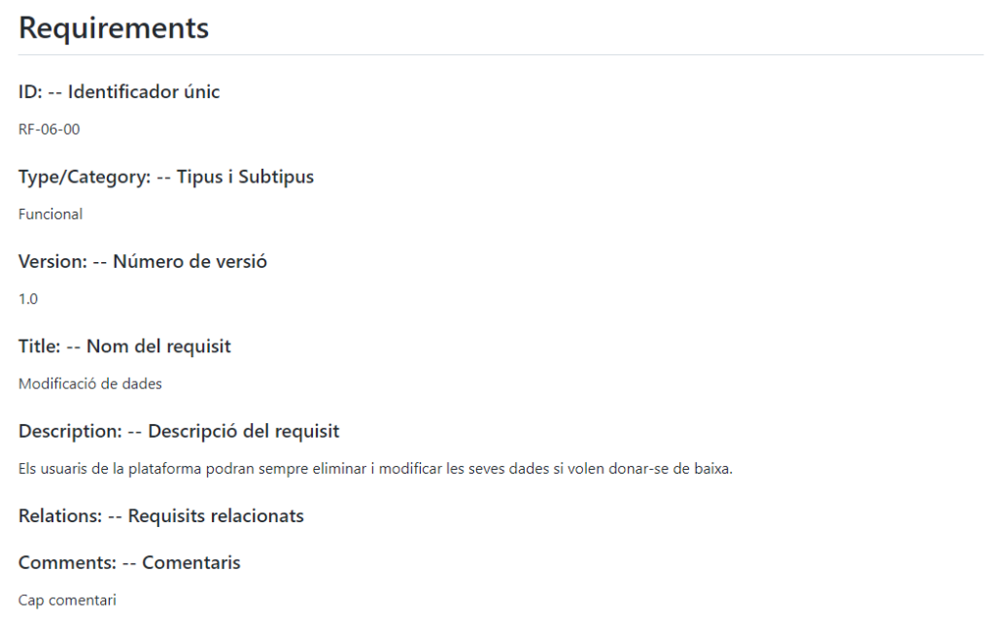 Requirements
ID: -- Identificador únic
RF-06-00
Type/Category: -- Tipus i Subtipus
Funcional
Version: -- Número de versió
1.0
Title: -- Nom del requisit
Modificació de dades
Description: -- Descripció del requisit
Els usuaris de la plataforma podran sempre eliminar i modificar les seves dades si volen donar-se de baixa.
Relations: -- Requisits relacionats
Comments: -- Comentaris
Cap comentari